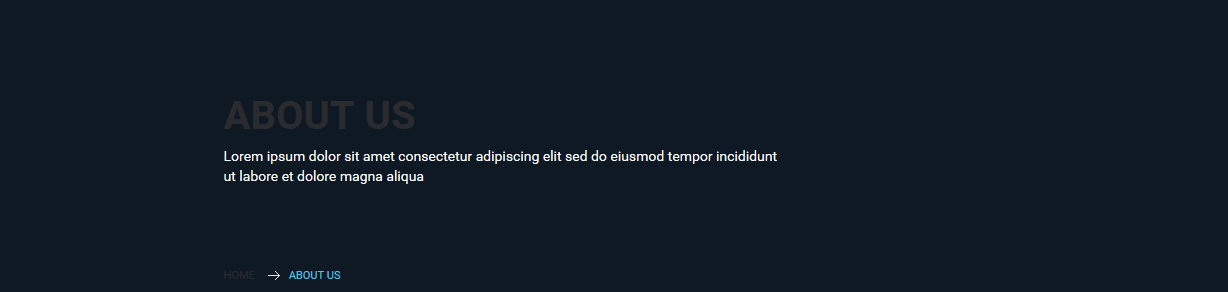 ABOUT US
Lorem ipsum dolor sit amet consectetur adipiscing elit sed do eiusmod tempor incididunt
ut labore et dolore magna aliqua
HOME → ABOUT US